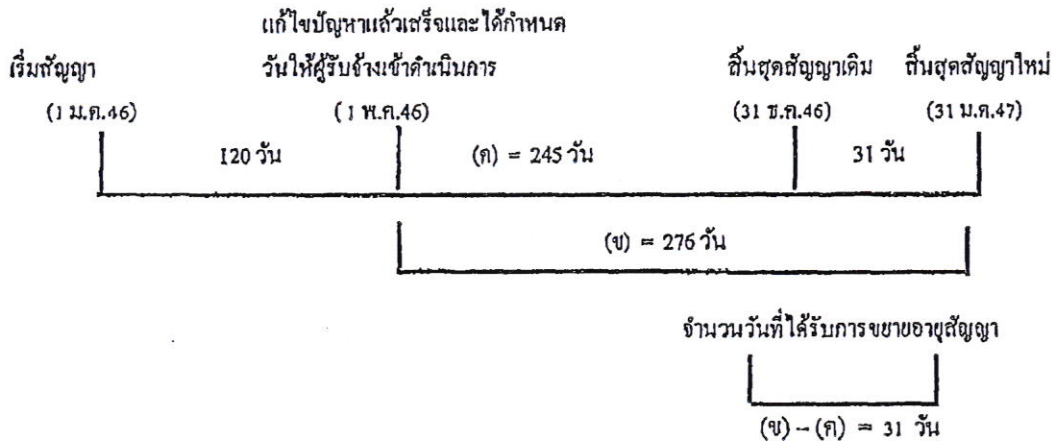 แก้ไขปัญหาแล้วเสร็จและได้กำหนด
เริ่มสัญญา วันให้ผู้รับจ้างเข้าดำเนินการ สิ้นสุดสัญญาเดิม สิ้นสุดสัญญาใหม่
(1 ม.ค.46) (1 พ.ค.46) (31 ธ.ค.46) (31 ม.ค.47)
120 วัน (ค) = 245 วัน 31 วัน
(ข) = 276 วัน
จำนวนวันที่ได้รับการขยายอายุสัญญา
(ข) – (ค) = 31 วัน